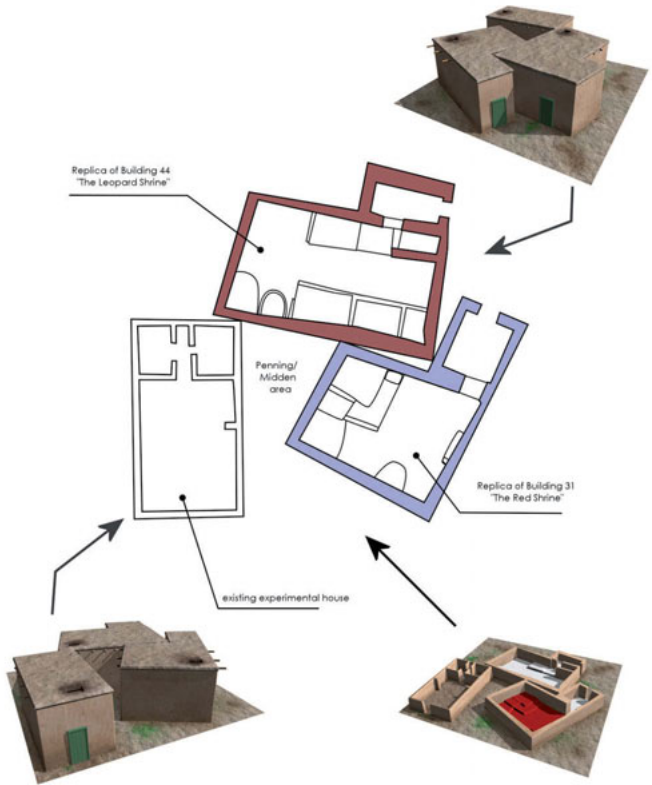 Replica of Building 44
"The Leopard Shrine"
Penning/
Midden
area
Replica of Building 31
"The Red Shrine"
existing experimental house